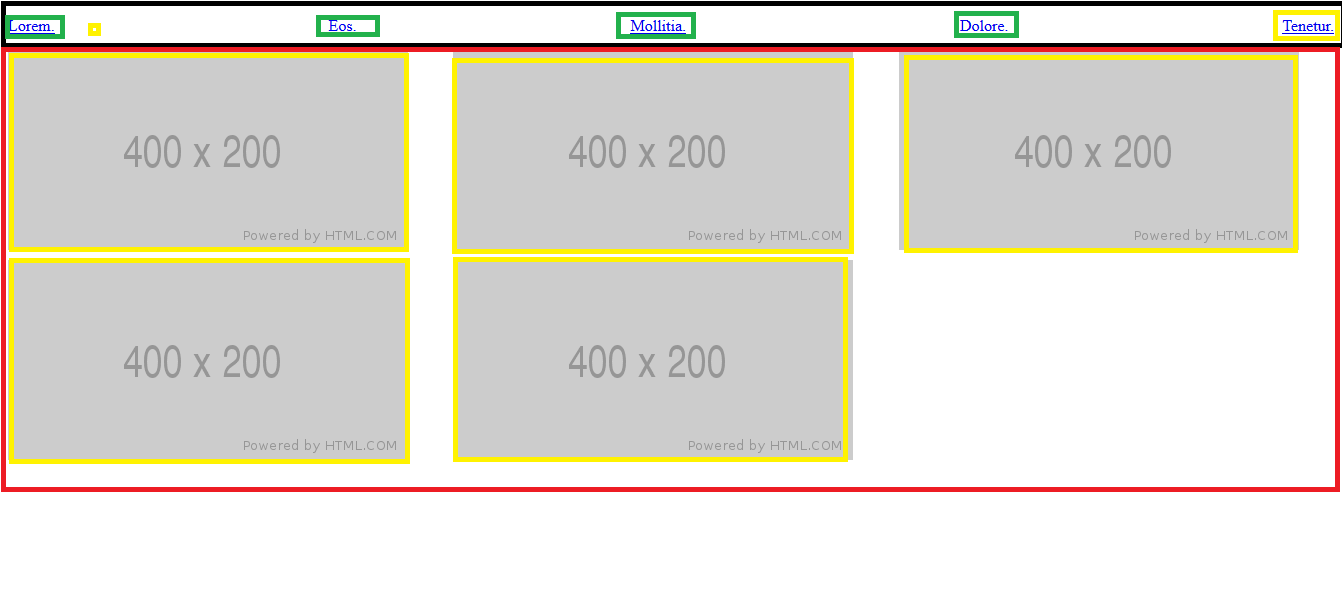 Lorem. Eos. Mollitia. Dolore. Tenetur.
400 x 200 400 x 200 400 x 200
Powered by HTML.COM Powered by HTML.COM Powered by HTML.COM
400 x 200 400 x 200
Powered by HTML.COM Powered by HTML.COM